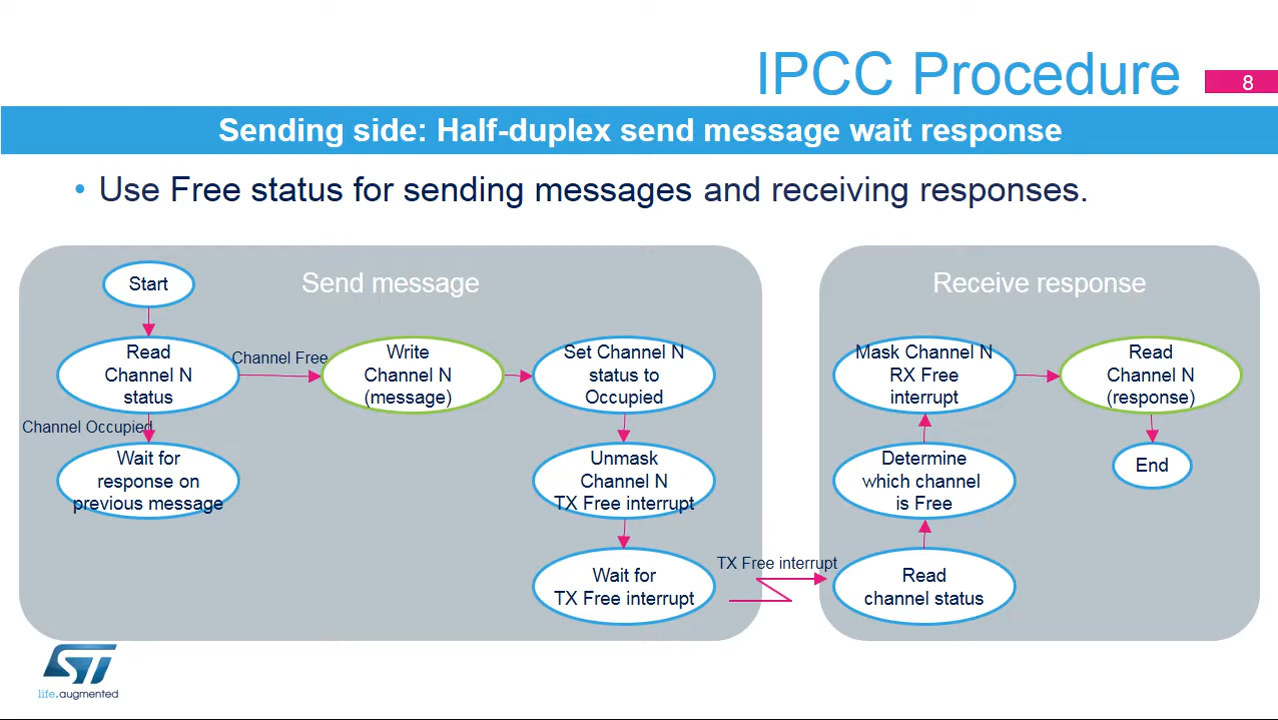 IPCC Procedure
8
Sending side: Half-duplex send message wait response
• Use Free status for sending messages and receiving responses.
Send message
Start
Read
Channel N
status
Channel Free
Channel Occupied
Wait for
response on
previous message
Write
Channel N
(message)
Set Channel N
status to
Occupied
Unmask
Channel N
TX Free interrupt
Wait for
TX Free interrupt
TX Free interrupt
Receive response
Read
channel status
Determine
which channel
is Free
Mask Channel N
RX Free
interrupt
Read
Channel N
(response)
End
ST
life.augmented